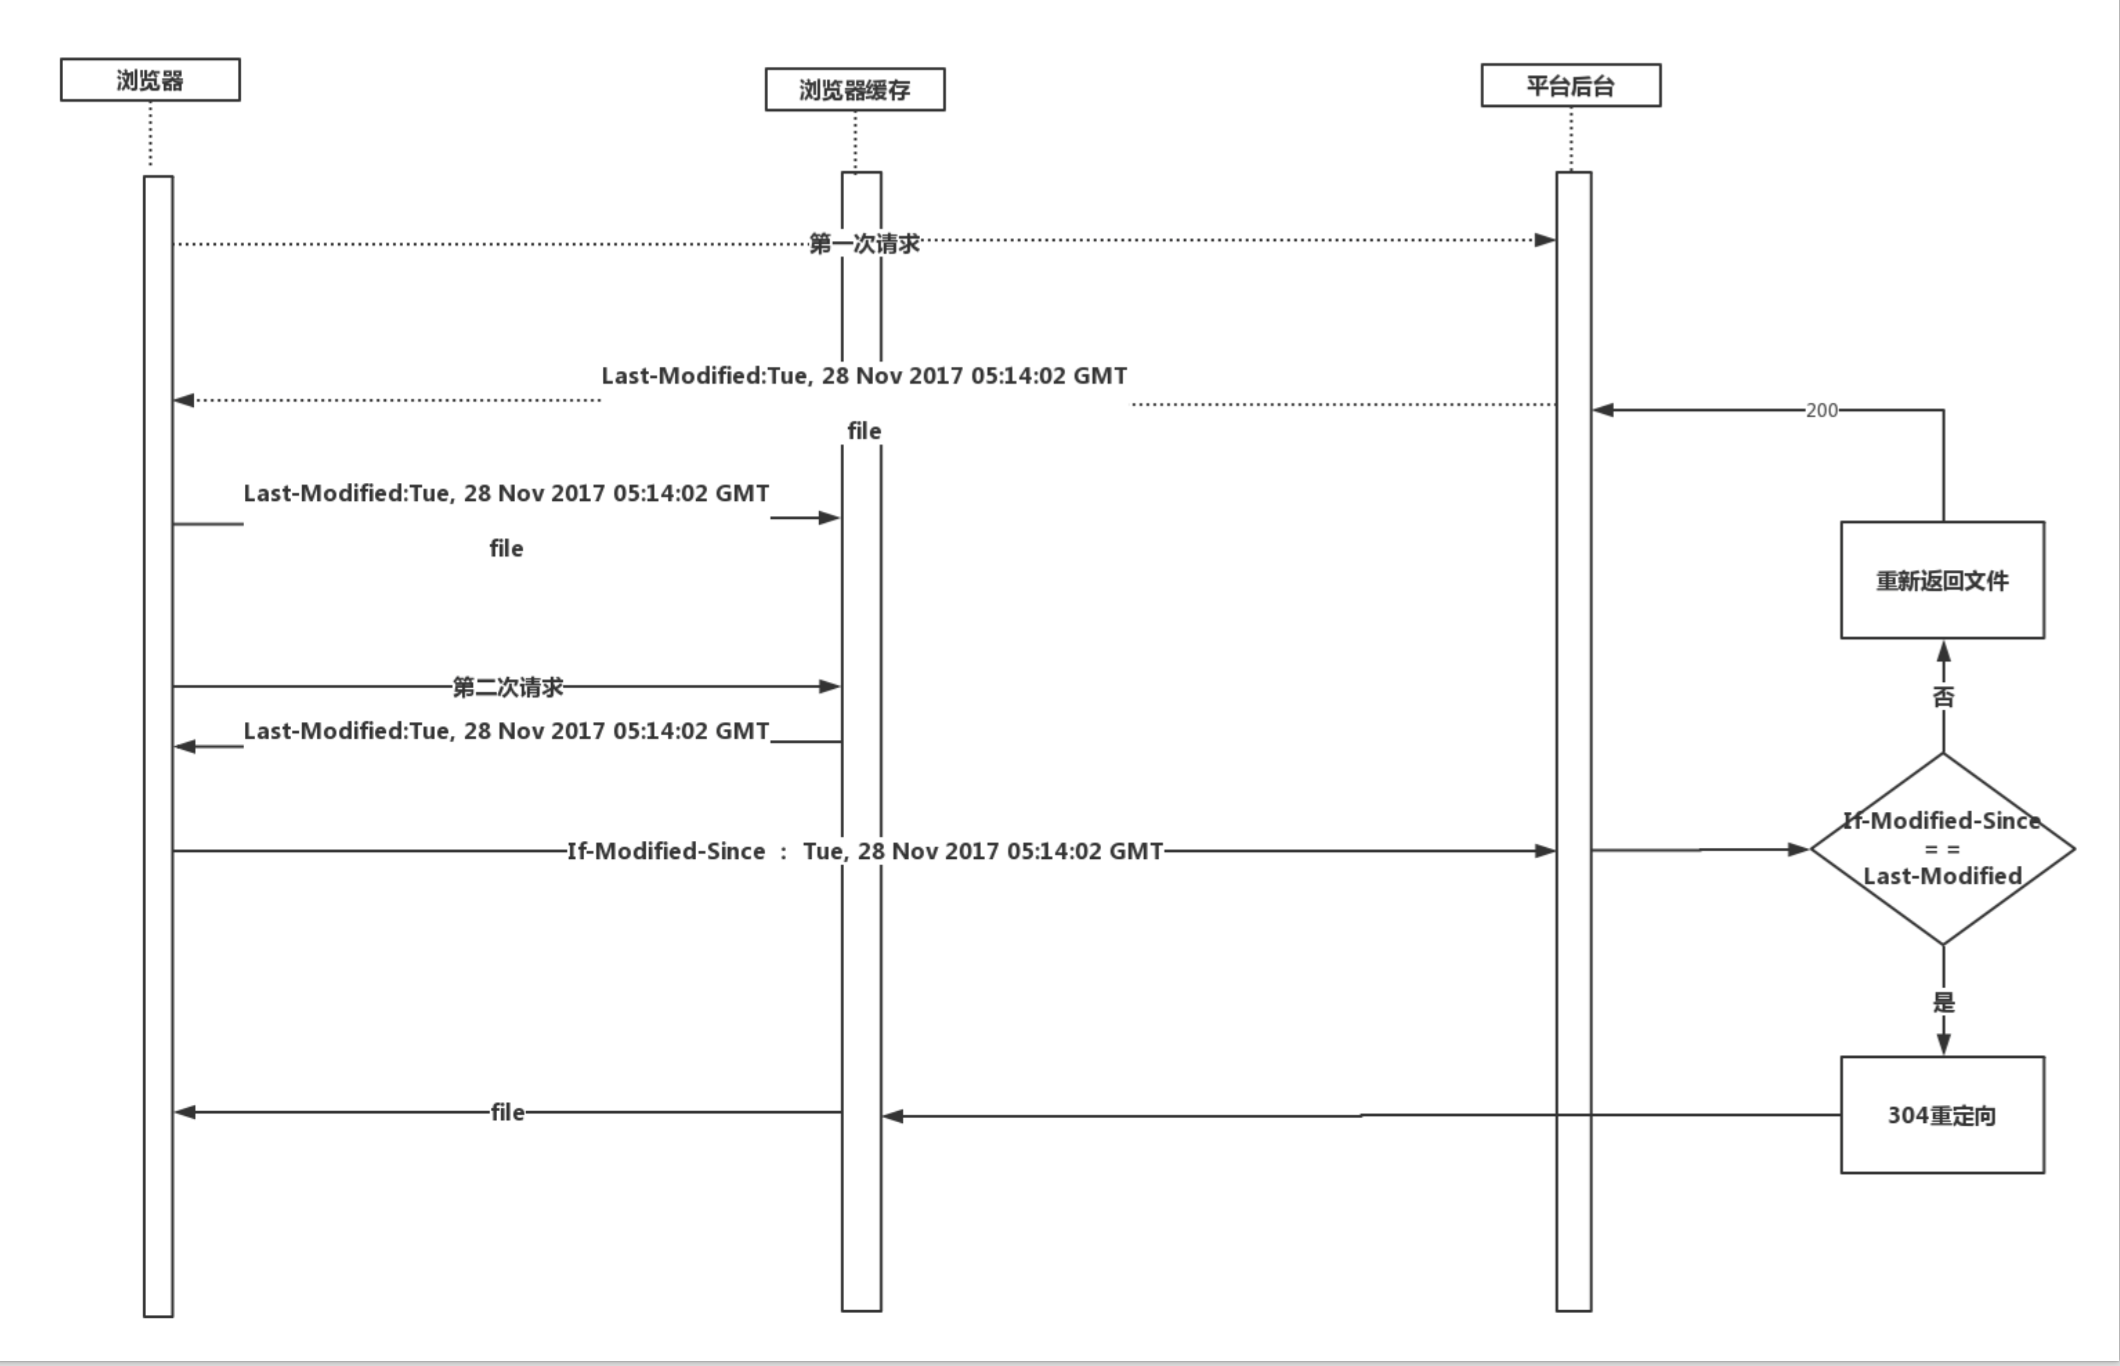 浏览器
浏览器缓存
平台后台
第一次请求
Last-Modified:Tue, 28 Nov 2017 05:14:02 GMT
file
200
Last-Modified:Tue, 28 Nov 2017 05:14:02 GMT
file
重新返回文件
第二次请求
否
Last-Modified:Tue, 28 Nov 2017 05:14:02 GMT
If-Modified-Since ： Tue, 28 Nov 2017 05:14:02 GMT
If-Modified-Since
= =
Last-Modified
是
file
304重定向